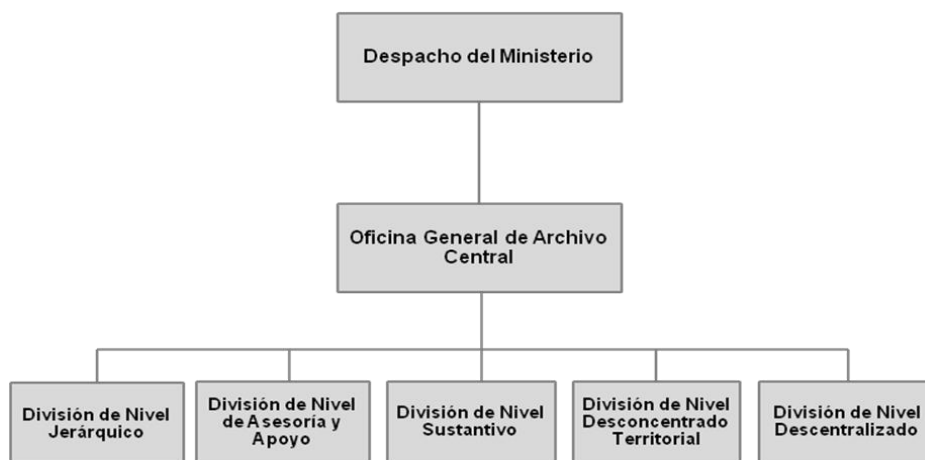 Despacho del Ministerio
Oficina General de Archivo
Central
División de Nivel
Jerárquico
División de Nivel
de Asesoría y
Apoyo
División de Nivel
Sustantivo
División de Nivel
Desconcentrado
Territorial
División de Nivel
Descentralizado